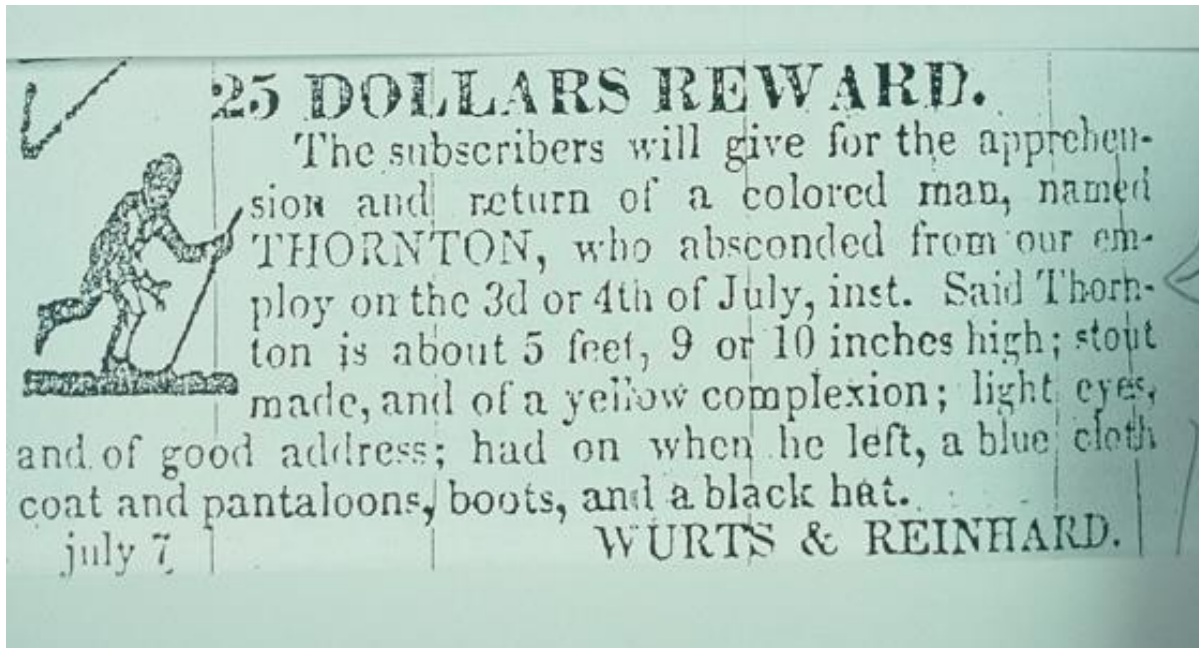 25 DOLLARS REWARD.
The subscribers will give for the apprehen-
sion and return of a colored man, named
THORNTON, who absconded from our em-
ploy on the 3d or 4th of July, inst. Said Thorn-
ton is about 5 feet, 9 or 10 inches high; stout
made, and of a yellow complexion; light eyes,
and of good address; had on when he left, a blue cloth
coat and pantaloons, boots, and a black hat.
july 7 WURTS & REINHARD.